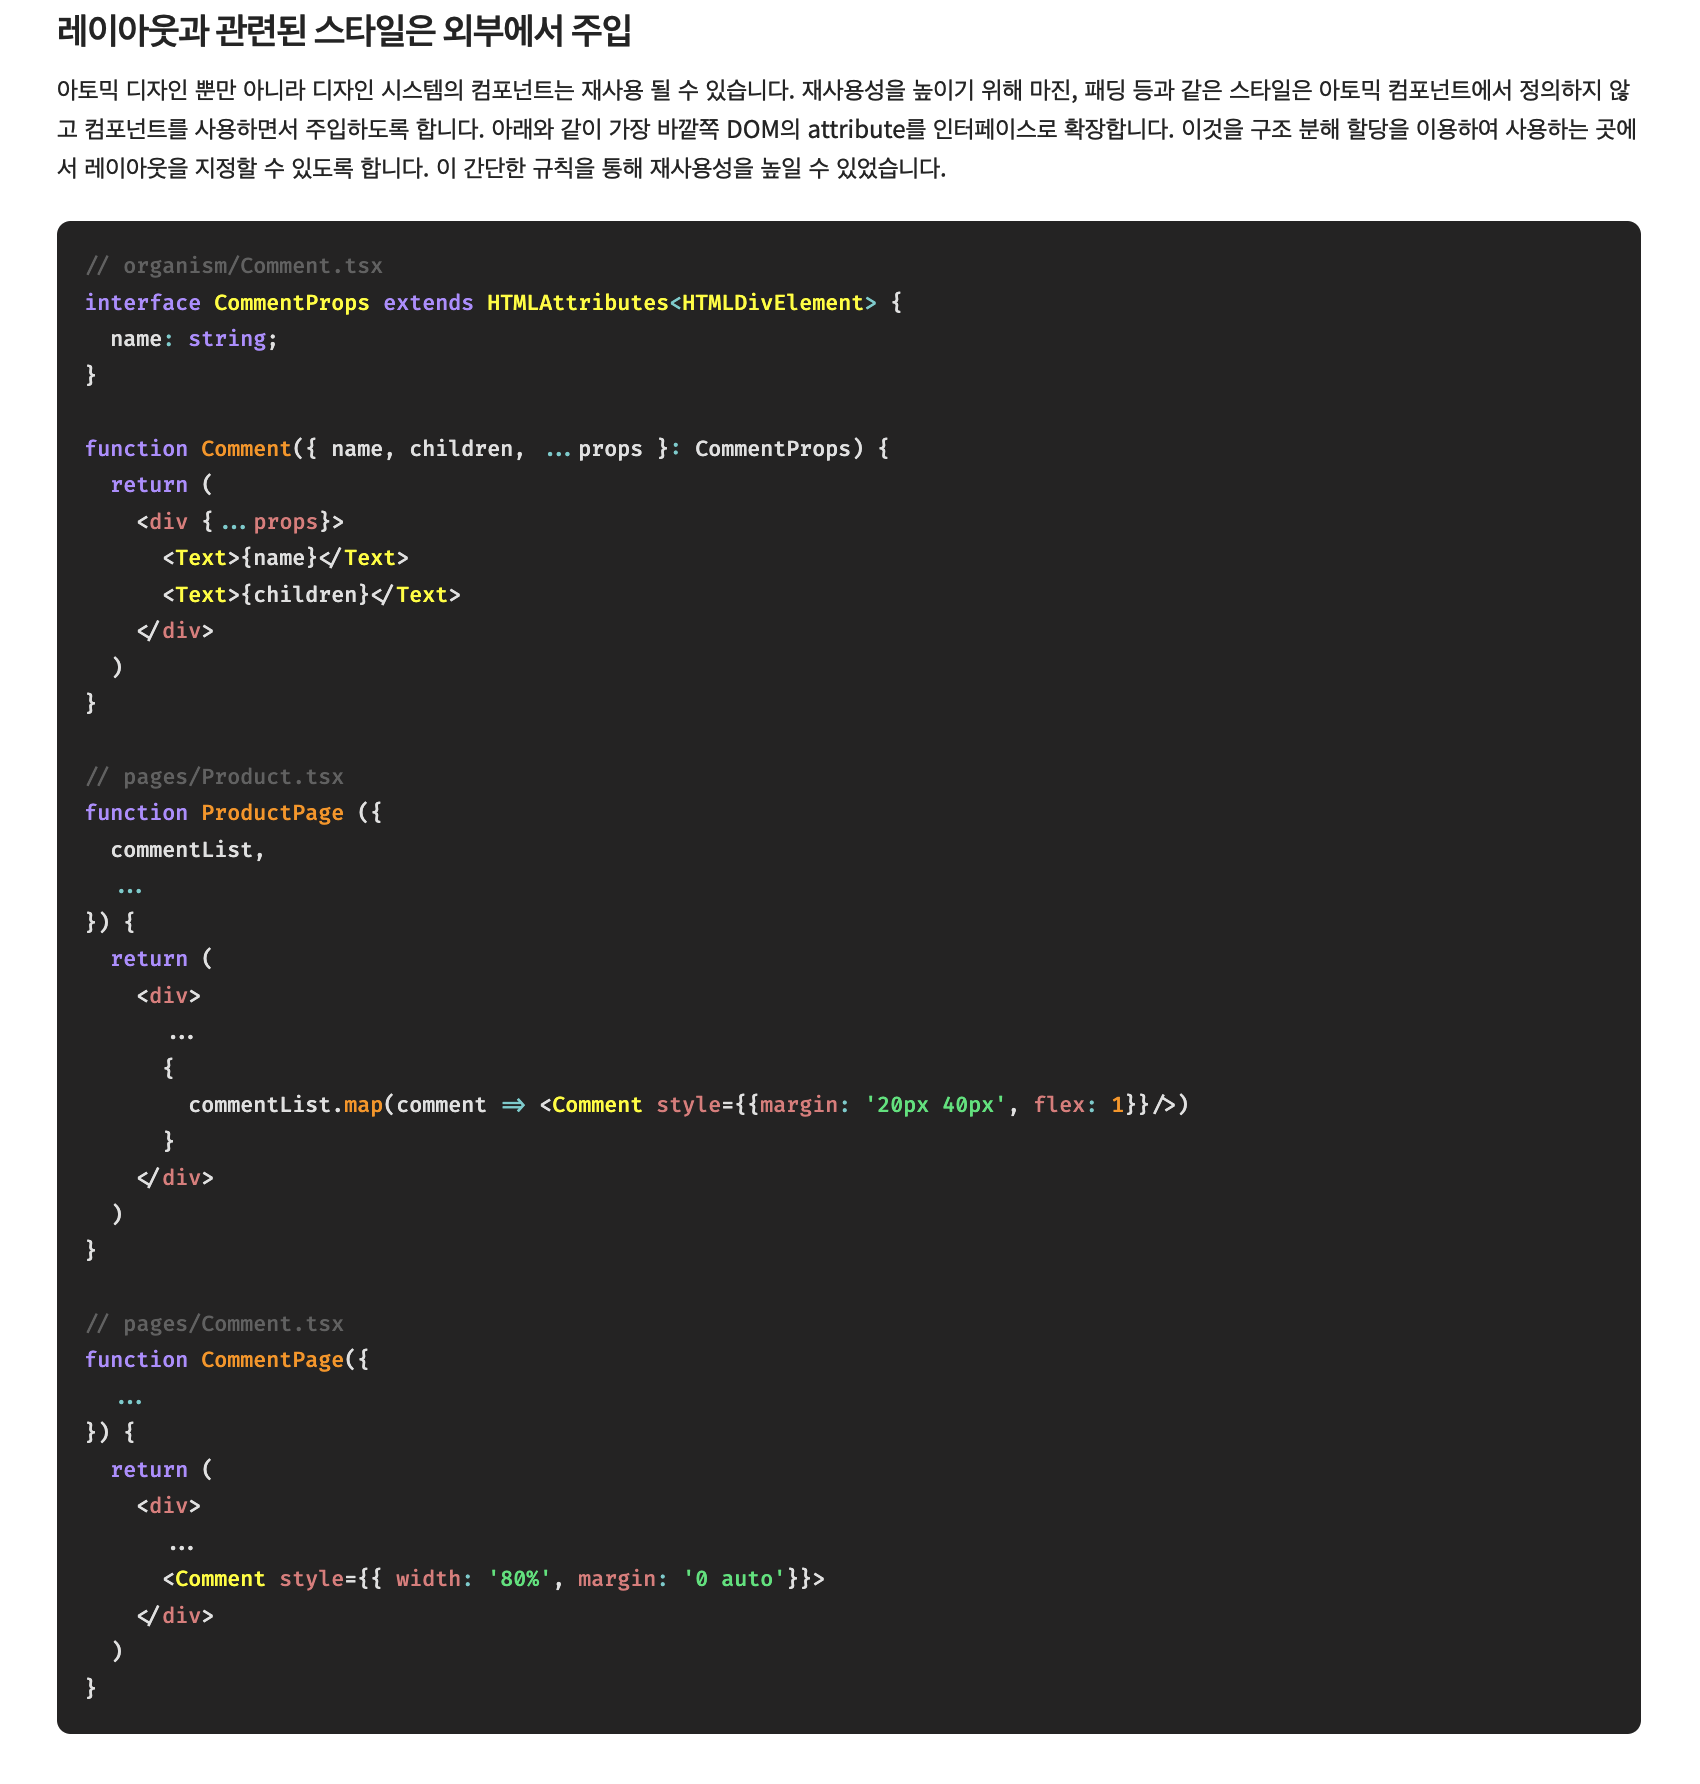 레이아웃과 관련된 스타일은 외부에서 주입
아토믹 디자인 뿐만 아니라 디자인 시스템의 컴포넌트는 재사용 될 수 있습니다. 재사용성을 높이기 위해 마진, 패딩 등과 같은 스타일은 아토믹 컴포넌트에서 정의하지 않
고 컴포넌트를 사용하면서 주입하도록 합니다. 아래와 같이 가장 바깥쪽 DOM의 attribute를 인터페이스로 확장합니다. 이것을 구조 분해 할당을 이용하여 사용하는 곳에
서 레이아웃을 지정할 수 있도록 합니다. 이 간단한 규칙을 통해 재사용성을 높일 수 있었습니다.
// organism/Comment.tsx
interface CommentProps extends HTMLAttributes<HTMLDivElement> {
  name: string;
}
function Comment({ name, children, ...props }: CommentProps) {
  return (
    <div {...props}>
      <Text>{name}</Text>
      <Text>{children}</Text>
    </div>
  )
}
// pages/Product.tsx
function ProductPage ({
  commentList,
  ...
}) {
  return (
    <div>
      ...
      {
        commentList.map(comment => <Comment style={{margin: '20px 40px', flex: 1}}/>)
      }
    </div>
  )
}
// pages/Comment.tsx
function CommentPage({
  ...
}) {
  return (
    <div>
      ...
      <Comment style={{ width: '80%', margin: '0 auto'}}>
    </div>
  )
}